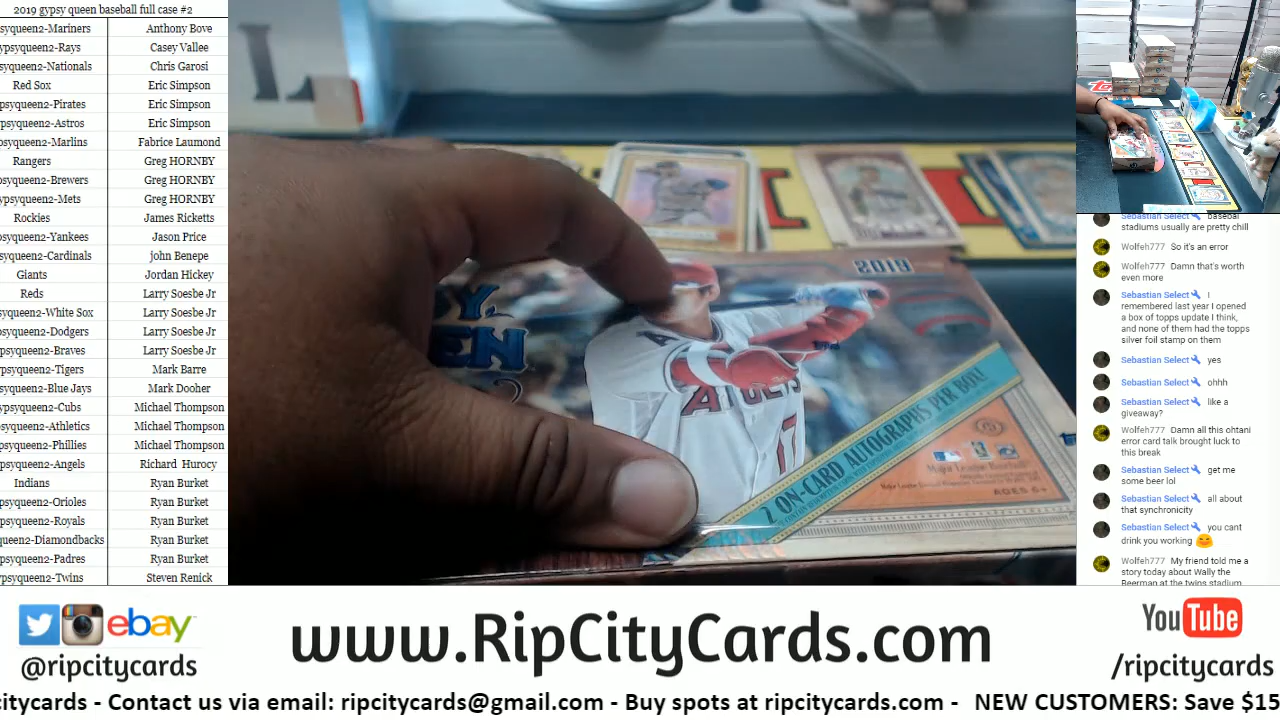 2019 gypsy queen baseball full case #2
syqueen2-Mariners Anthony Bove
ypsyqueen2-Rays Casey Vallee
psyqueen2-Nationals Chris Garosi
Red Sox Eric Simpson
psyqueen2-Pirates Eric Simpson
psyqueen2-Astros Eric Simpson
psyqueen2-Marlins Fabrice Laumond
Rangers Greg HORNBY
psyqueen2-Brewers Greg HORNBY
ypsyqueen2-Mets Greg HORNBY
Rockies James Ricketts
psyqueen2-Yankees Jason Price
syqueen2-Cardinals john Benepe
Giants Jordan Hickey
Reds Larry Soesbe Jr
syqueen2-White Sox Larry Soesbe Jr
psyqueen2-Dodgers Larry Soesbe Jr
psyqueen2-Braves Larry Soesbe Jr
psyqueen2-Tigers Mark Barre
syqueen2-Blue Jays Mark Dooher
ypsyqueen2-Cubs Michael Thompson
psyqueen2-Athletics Michael Thompson
psyqueen2-Phillies Michael Thompson
psyqueen2-Angels Richard Hurocy
Indians Ryan Burket
psyqueen2-Orioles Ryan Burket
psyqueen2-Royals Ryan Burket
queen2-Diamondbacks Ryan Burket
psyqueen2-Padres Ryan Burket
ypsyqueen2-Twins Steven Renick
2019
EN
ANGELS
17
2 ON-CARD AUTOGRAPHS PER BOX!
Major League Baseball
AGES 6+
Sebastian Select basebal
stadiums usually are pretty chill
Wolfeh777 So it's an error
Wolfeh777 Damn that's worth
even more
Sebastian Select I
remembered last year I opened
a box of topps update I think,
and none of them had the topps
silver foil stamp on them
Sebastian Select yes
Sebastian Select ohhh
Sebastian Select like a
giveaway?
Wolfeh777 Damn all this ohtani
error card talk brought luck to
this break
Sebastian Select get me
some beer lol
Sebastian Select all about
that synchronicity
Sebastian Select you cant
drink you working 😊
Wolfeh777 My friend told me a
story today about Wally the
Beerman at the twins stadium
ebay
@ripcitycards
www.RipCityCards.com
YouTube
/ripcitycards
citycards - Contact us via email: ripcitycards@gmail.com - Buy spots at ripcitycards.com - NEW CUSTOMERS: Save $15